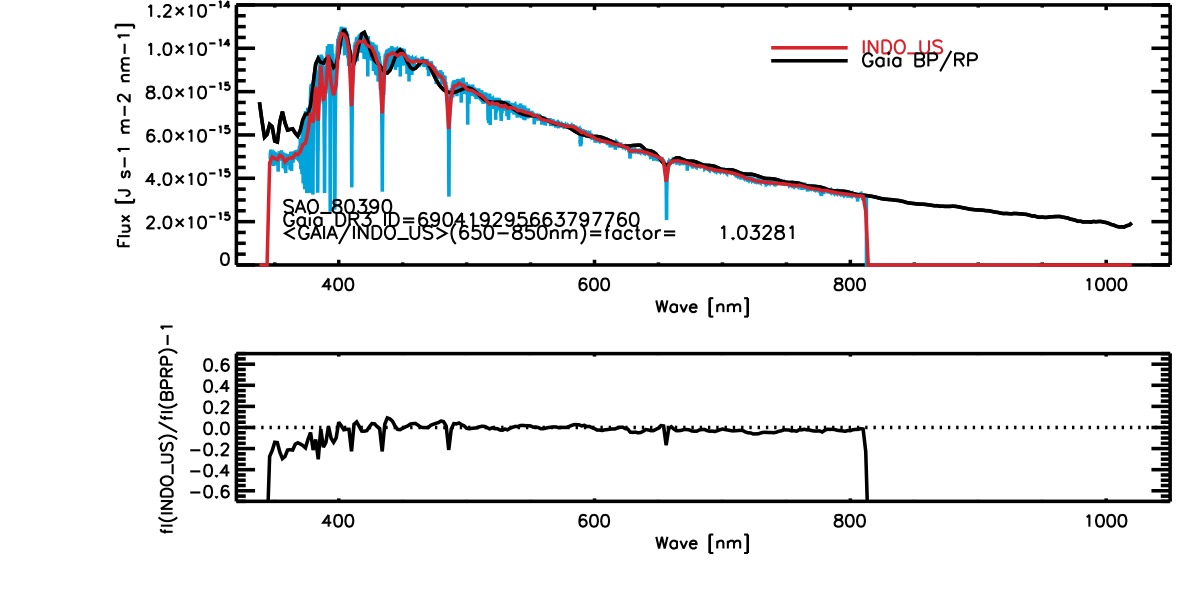 1.2×10⁻¹⁴
1.0×10⁻¹⁴
8.0×10⁻¹⁵
6.0×10⁻¹⁵
4.0×10⁻¹⁵
2.0×10⁻¹⁵
0
Flux [J s−1 m−2 nm−1]
INDO_US
Gaia BP/RP
SAO_80390
Gaia DR3 ID=690419295663797760
<GAIA/INDO_US>(650−850nm)=factor= 1.03281
400 600 800 1000
Wave [nm]
fl(INDO_US)/fl(BPRP)−1
0.6
0.4
0.2
0.0
−0.2
−0.4
−0.6
400 600 800 1000
Wave [nm]